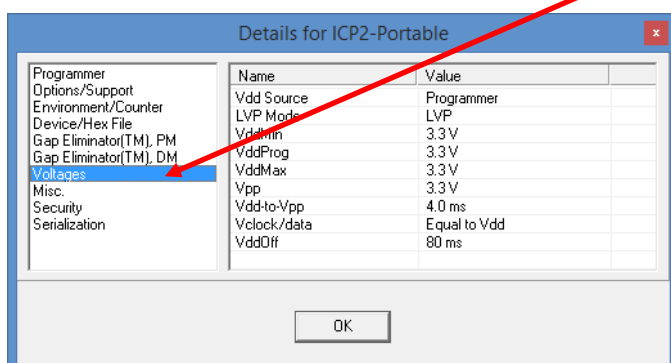 Details for ICP2-Portable
x
Programmer
Options/Support
Environment/Counter
Device/Hex File
Gap Eliminator(TM), PM
Gap Eliminator(TM), DM
Voltages
Misc.
Security
Serialization
Name Value
Vdd Source Programmer
LVP Mode LVP
VddMin 3.3 V
VddProg 3.3 V
VddMax 3.3 V
Vpp 3.3 V
Vdd-to-Vpp 4.0 ms
Vclock/data Equal to Vdd
VddOff 80 ms
OK